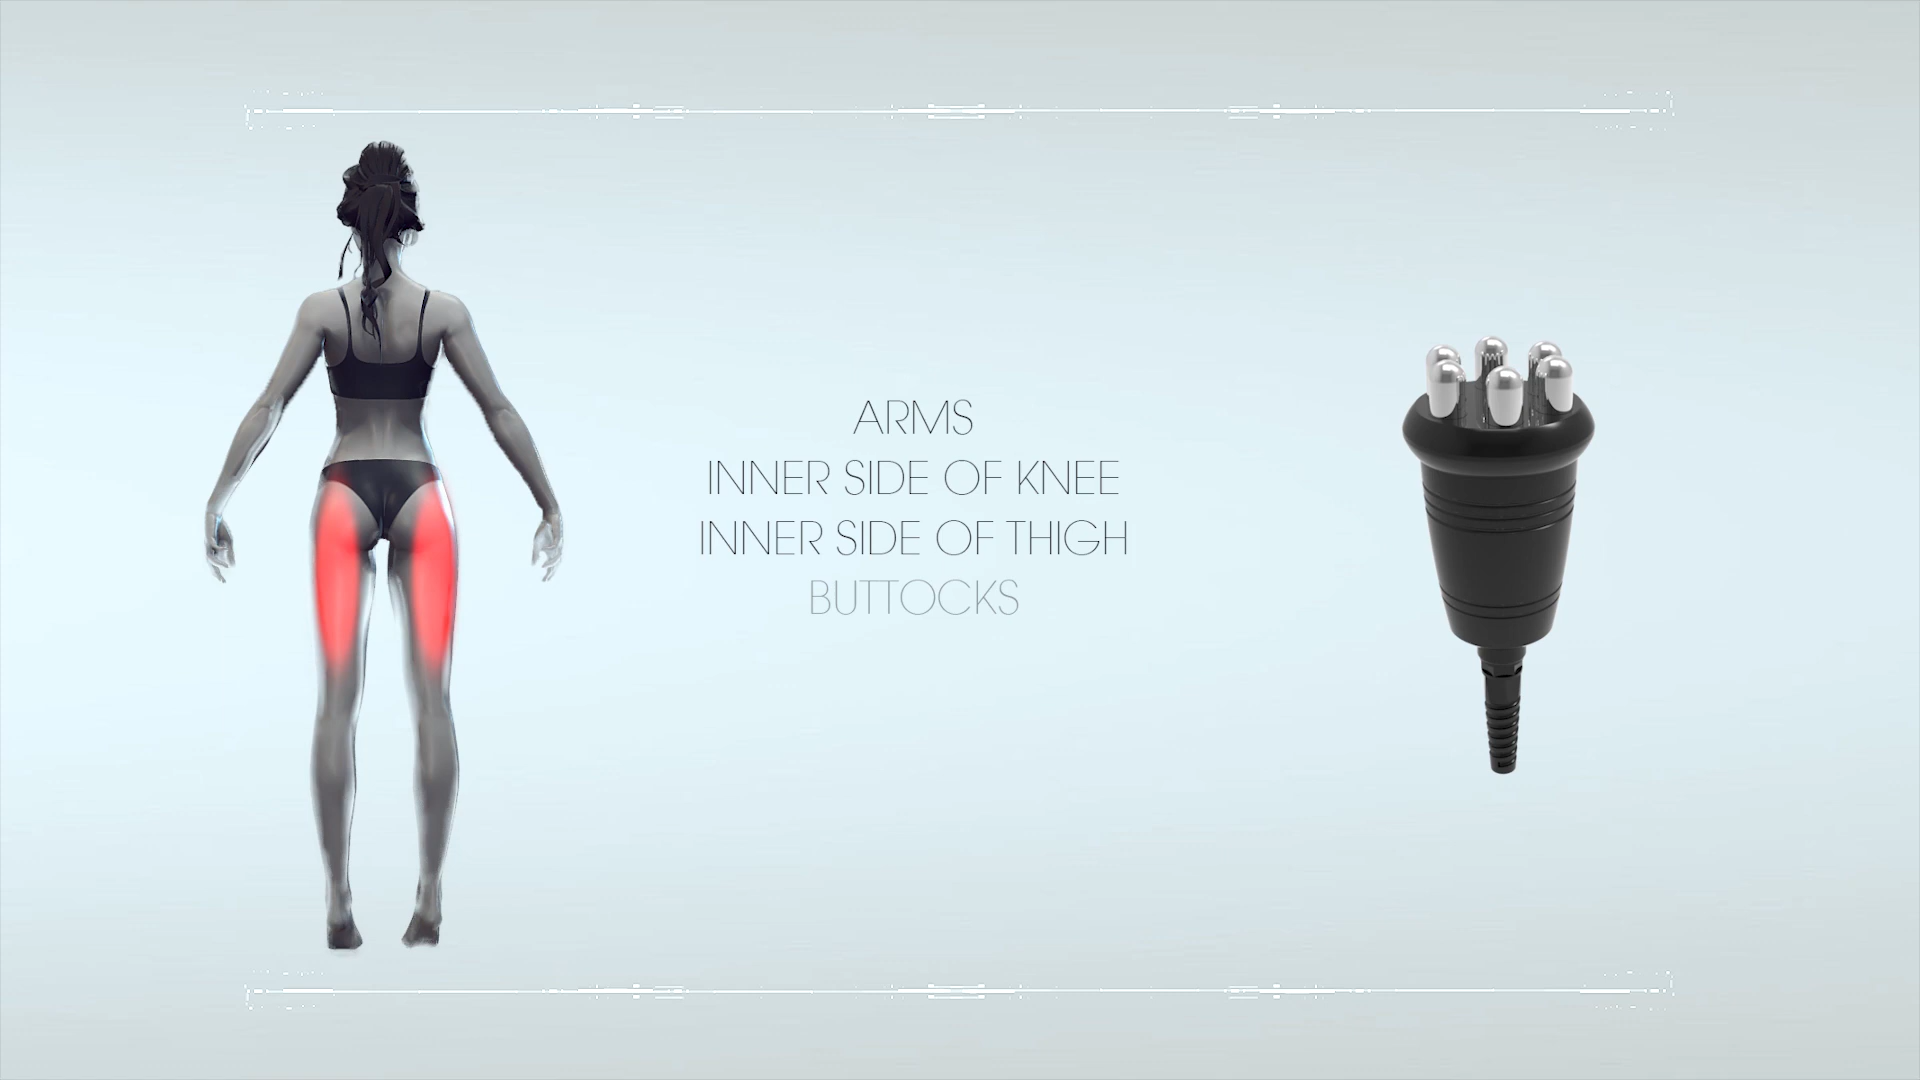 ARMS
INNER SIDE OF KNEE
INNER SIDE OF THIGH
BUTTOCKS